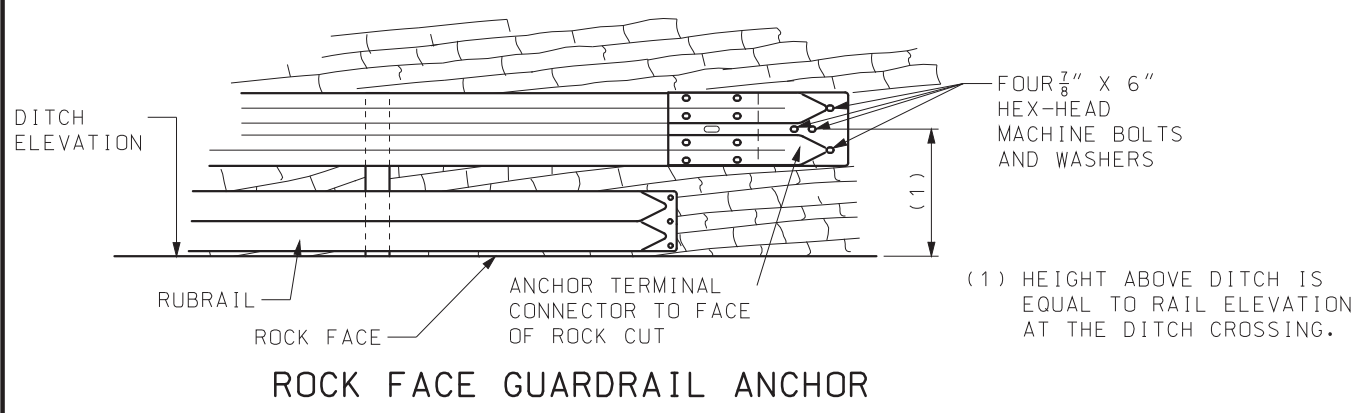 DITCH
ELEVATION
FOUR 7/8" X 6"
HEX-HEAD
MACHINE BOLTS
AND WASHERS
(1)
RUBRAIL
ROCK FACE
ANCHOR TERMINAL
CONNECTOR TO FACE
OF ROCK CUT
(1) HEIGHT ABOVE DITCH IS
EQUAL TO RAIL ELEVATION
AT THE DITCH CROSSING.
ROCK FACE GUARDRAIL ANCHOR